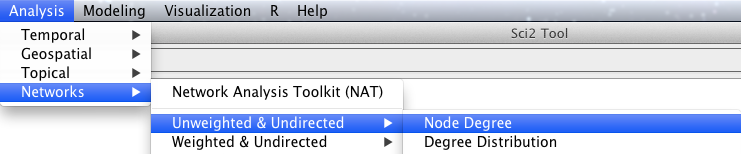 Analysis Modeling Visualization R Help
Sci2 Tool
Temporal
Geospatial
Topical
Networks
Network Analysis Toolkit (NAT)
Unweighted & Undirected
Weighted & Undirected
Node Degree
Degree Distribution